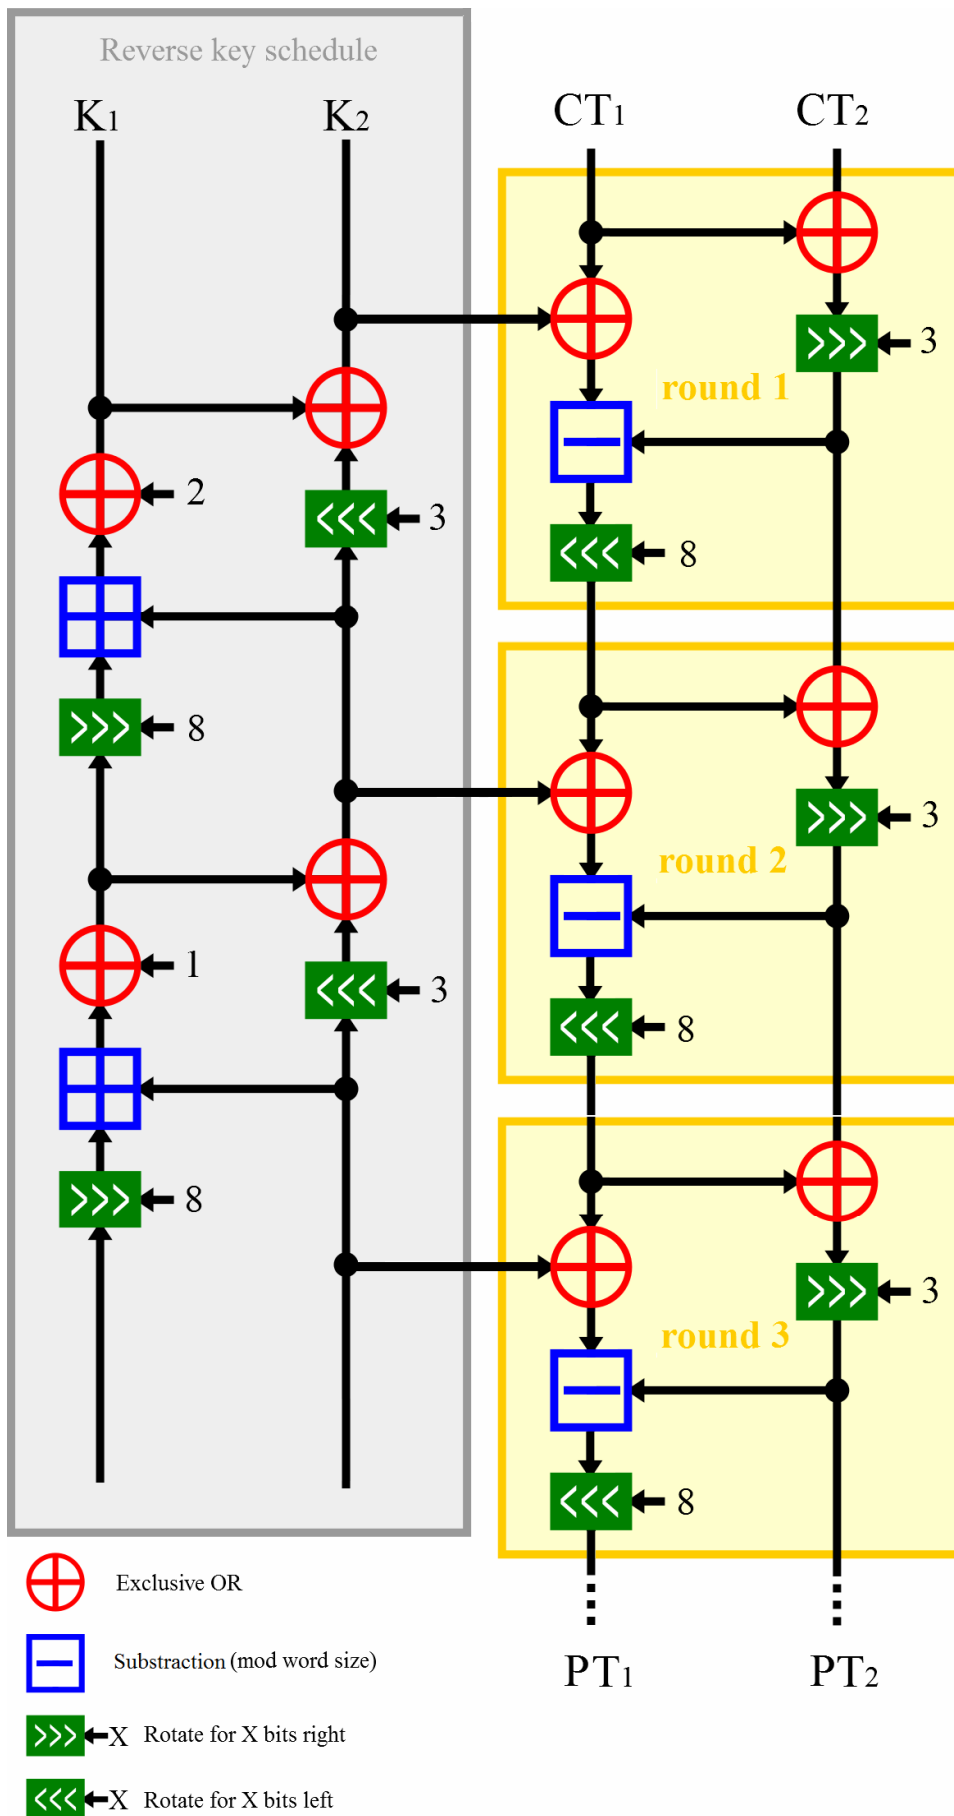 Reverse key schedule
K1 K2 CT1 CT2
3
round 1
2
3
8
8
3
round 2
1
3
8
8
3
round 3
8
PT1 PT2
Exclusive OR
Substraction (mod word size)
>>> X Rotate for X bits right
<<< X Rotate for X bits left